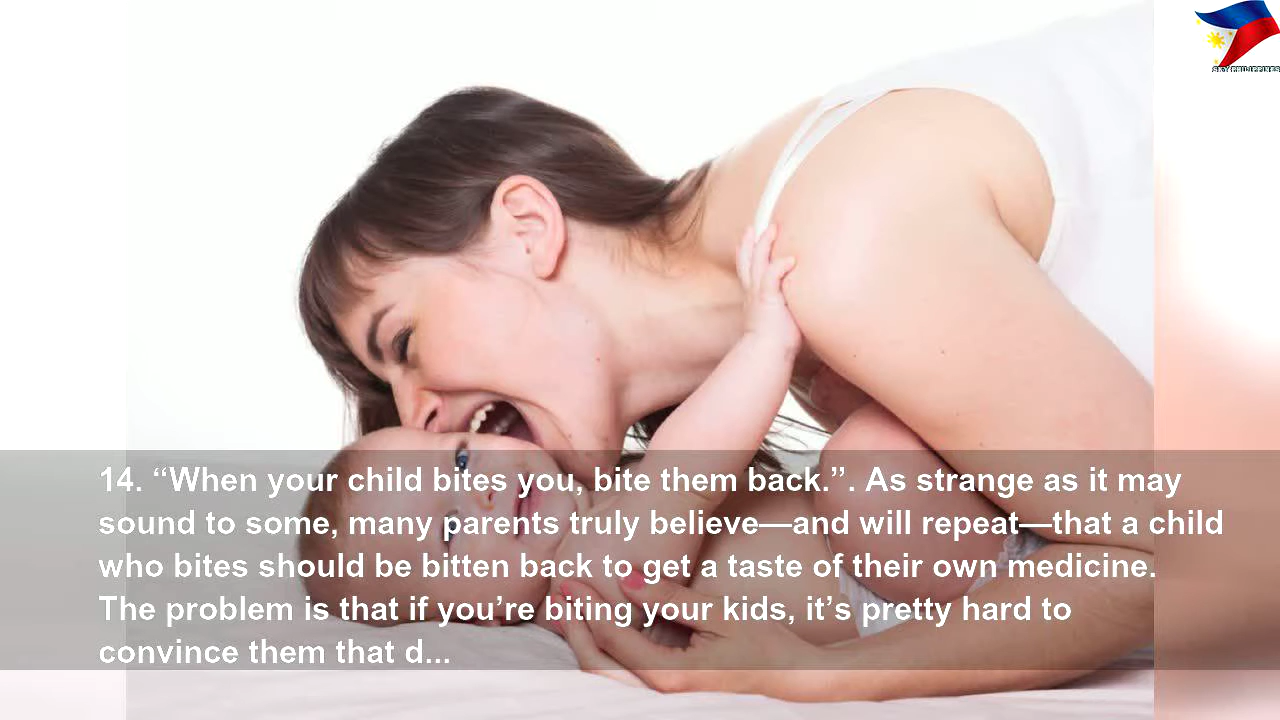 14. “When your child bites you, bite them back.”. As strange as it may
sound to some, many parents truly believe—and will repeat—that a child
who bites should be bitten back to get a taste of their own medicine.
The problem is that if you’re biting your kids, it’s pretty hard to
convince them that d...